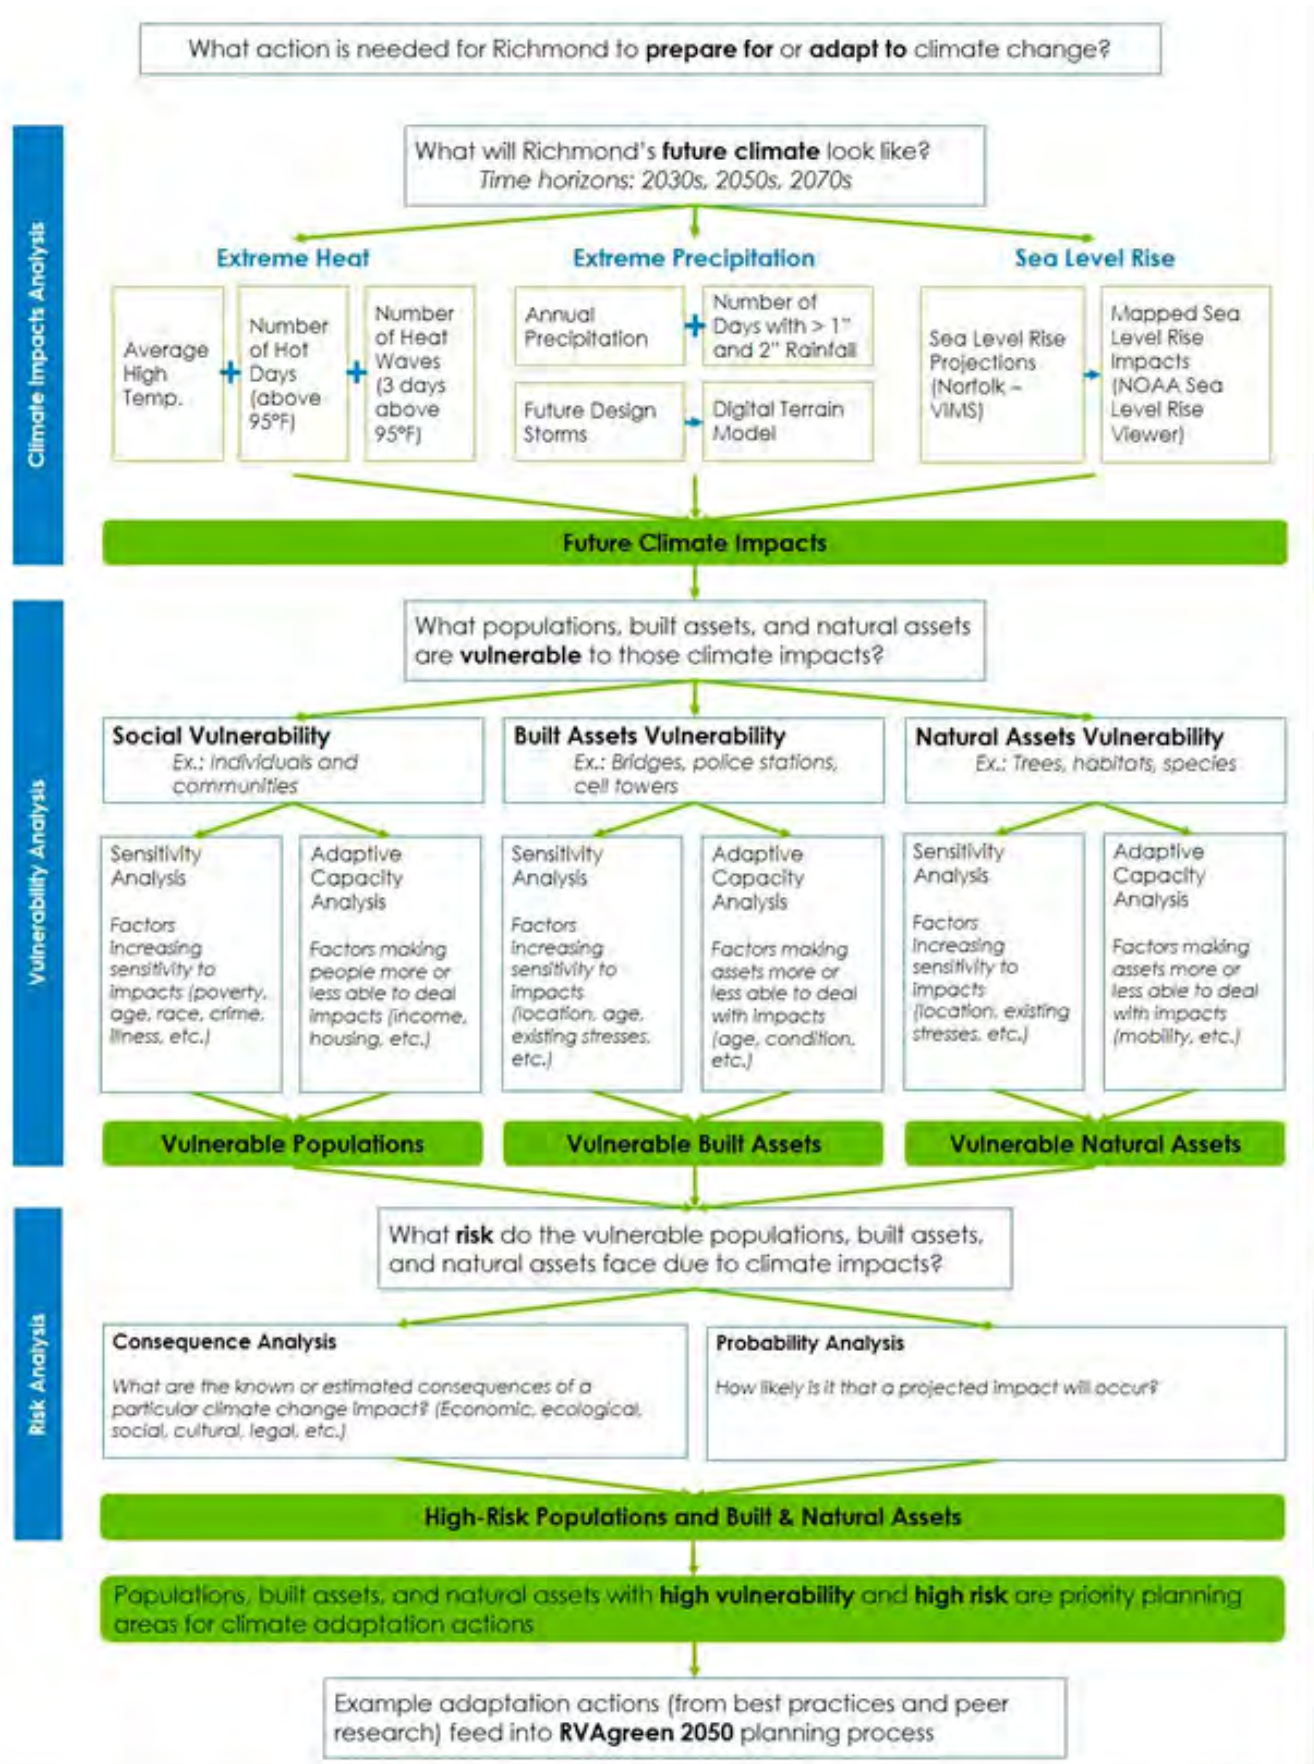 What action is needed for Richmond to prepare for or adapt to climate change?
Climate Impacts Analysis
What will Richmond's future climate look like?
Time horizons: 2030s, 2050s, 2070s
Extreme Heat
Average
High
Temp.
+
Number
of Hot
Days
(above
95°F)
+
Number
of Heat
Waves
(3 days
above
95°F)
Extreme Precipitation
Annual
Precipitation
+
Number of
Days with > 1"
and 2" Rainfall
Future Design
Storms
Digital Terrain
Model
Sea Level Rise
Sea Level Rise
Projections
(Norfolk –
VIMS)
Mapped Sea
Level Rise
Impacts
(NOAA Sea
Level Rise
Viewer)
Future Climate Impacts
Vulnerability Analysis
What populations, built assets, and natural assets
are vulnerable to those climate impacts?
Social Vulnerability
Ex.: Individuals and
communities
Sensitivity
Analysis
Factors
increasing
sensitivity to
impacts (poverty,
age, race, crime,
illness, etc.)
Adaptive
Capacity
Analysis
Factors making
people more or
less able to deal
impacts (income,
housing, etc.)
Built Assets Vulnerability
Ex.: Bridges, police stations,
cell towers
Sensitivity
Analysis
Factors
increasing
sensitivity to
impacts
(location, age,
existing stresses,
etc.)
Adaptive
Capacity
Analysis
Factors making
assets more or
less able to deal
with impacts
(age, condition,
etc.)
Natural Assets Vulnerability
Ex.: Trees, habitats, species
Sensitivity
Analysis
Factors
increasing
sensitivity to
impacts
(location, existing
stresses, etc.)
Adaptive
Capacity
Analysis
Factors making
assets more or
less able to deal
with impacts
(mobility, etc.)
Vulnerable Populations
Vulnerable Built Assets
Vulnerable Natural Assets
Risk Analysis
What risk do the vulnerable populations, built assets,
and natural assets face due to climate impacts?
Consequence Analysis
What are the known or estimated consequences of a
particular climate change impact? (Economic, ecological,
social, cultural, legal, etc.)
Probability Analysis
How likely is it that a projected impact will occur?
High-Risk Populations and Built & Natural Assets
Populations, built assets, and natural assets with high vulnerability and high risk are priority planning
areas for climate adaptation actions
Example adaptation actions (from best practices and peer
research) feed into RVAgreen 2050 planning process